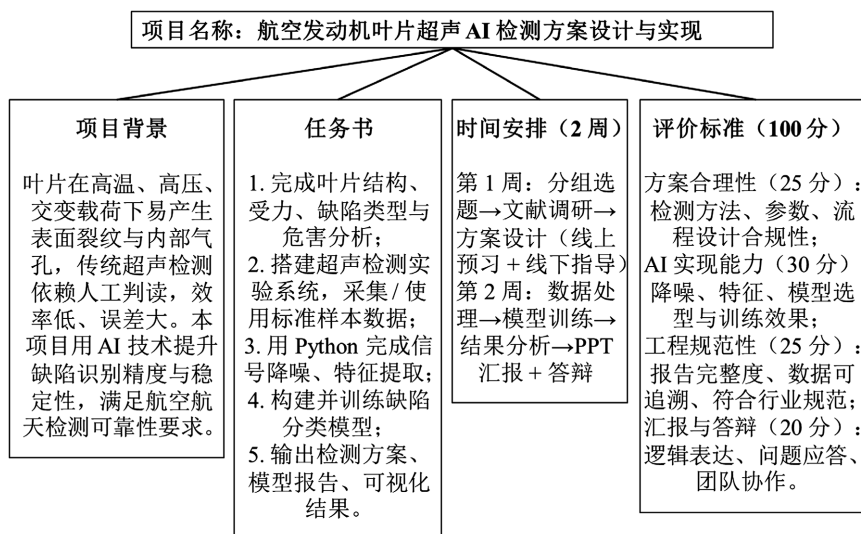 项目名称：航空发动机叶片超声AI检测方案设计与实现
项目背景
叶片在高温、高压、
交变载荷下易产生
表面裂纹与内部气
孔，传统超声检测
依赖人工判读，效
率低、误差大。本
项目用AI技术提升
缺陷识别精度与稳
定性，满足航空航
天检测可靠性要求。
任务书
1. 完成叶片结构、
受力、缺陷类型与
危害分析；
2. 搭建超声检测实
验系统，采集/使
用标准样本数据；
3. 用Python完成信
号降噪、特征提取；
4. 构建并训练缺陷
分类模型；
5. 输出检测方案、
模型报告、可视化
结果。
时间安排（2周）
第1周：分组选
题→文献调研→
方案设计（线上
预习+线下指导）
第2周：数据处
理→模型训练→
结果分析→PPT
汇报+答辩
评价标准（100分）
方案合理性（25分）：
检测方法、参数、流
程设计合规性；
AI实现能力（30分）
降噪、特征、模型选
型与训练效果；
工程规范性（25分）：
报告完整度、数据可
追溯、符合行业规范；
汇报与答辩（20分）：
逻辑表达、问题应答、
团队协作。